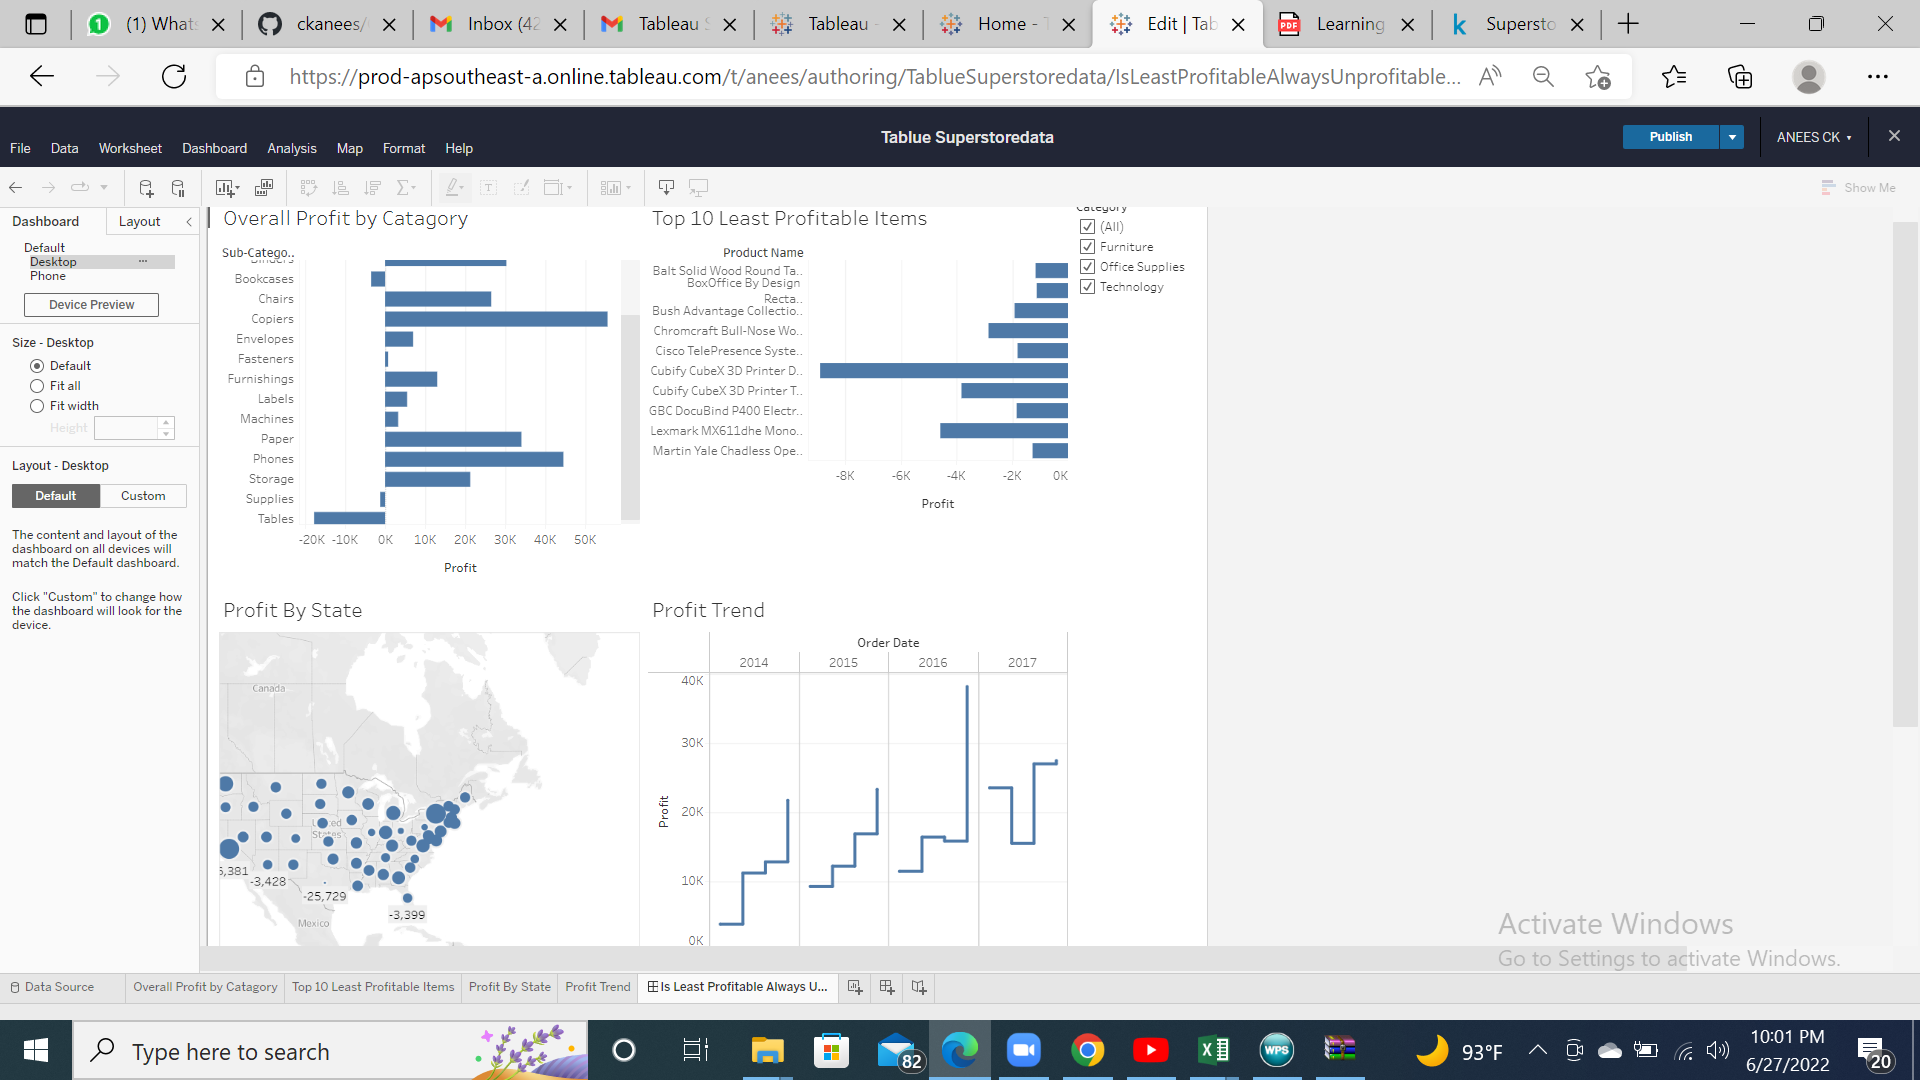 (1) What
ckanees/
Inbox (42
Tableau S
Tableau -
Home - T
Edit | Tab
Learning
Supersto
https://prod-apsoutheast-a.online.tableau.com/t/anees/authoring/TablueSuperstoredata/IsLeastProfitableAlwaysUnprofitable...
Tablue Superstoredata
Publish
ANEES CK
File Data Worksheet Dashboard Analysis Map Format Help
Show Me
Dashboard
Layout
Default
Desktop
Phone
Device Preview
Size - Desktop
Default
Fit all
Fit width
Height
Layout - Desktop
Default
Custom
The content and layout of the
dashboard on all devices will
match the Default dashboard.
Click "Custom" to change how
the dashboard will look for the
device.
Overall Profit by Catagory
Sub-Catego..
Binders
Bookcases
Chairs
Copiers
Envelopes
Fasteners
Furnishings
Labels
Machines
Paper
Phones
Storage
Supplies
Tables
-20K -10K 0K 10K 20K 30K 40K 50K
Profit
Top 10 Least Profitable Items
Product Name
Balt Solid Wood Round Ta..
BoxOffice By Design
Recta..
Bush Advantage Collectio..
Chromcraft Bull-Nose Wo..
Cisco TelePresence Syste..
Cubify CubeX 3D Printer D..
Cubify CubeX 3D Printer T..
GBC DocuBind P400 Electr..
Lexmark MX611dhe Mono..
Martin Yale Chadless Ope..
-8K -6K -4K -2K 0K
Profit
Category
(All)
Furniture
Office Supplies
Technology
Profit By State
Canada
United
States
6,381
-3,428
-25,729
-3,399
Mexico
Profit Trend
Order Date
2014 2015 2016 2017
40K
30K
20K
10K
0K
Profit
Activate Windows
Go to Settings to activate Windows.
Data Source
Overall Profit by Catagory
Top 10 Least Profitable Items
Profit By State
Profit Trend
Is Least Profitable Always U...
Type here to search
82
WPS
93°F
10:01 PM
6/27/2022
20